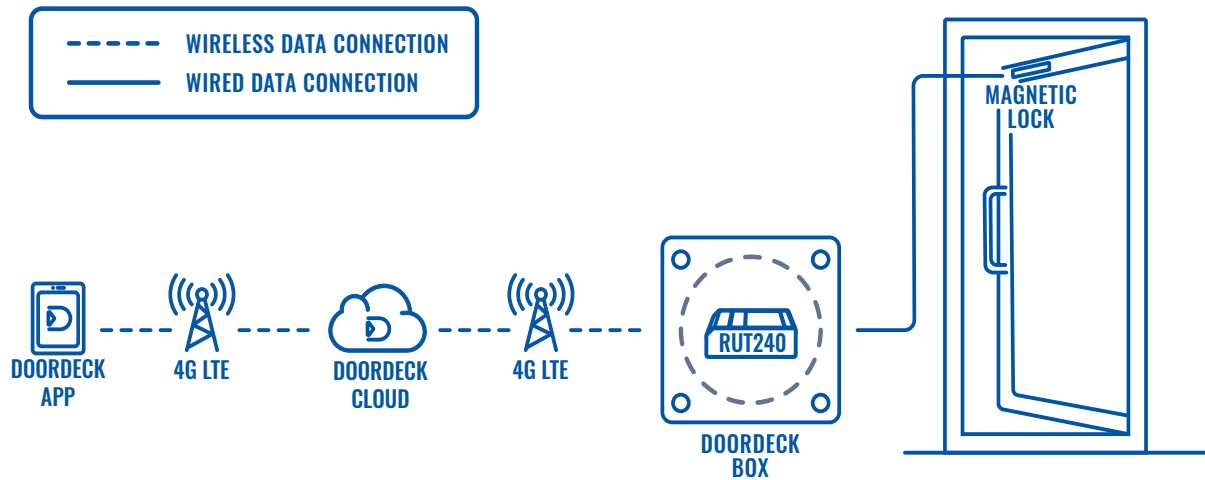 WIRELESS DATA CONNECTION
WIRED DATA CONNECTION
MAGNETIC
LOCK
DOORDECK
APP
4G LTE
DOORDECK
CLOUD
4G LTE
RUT240
DOORDECK
BOX